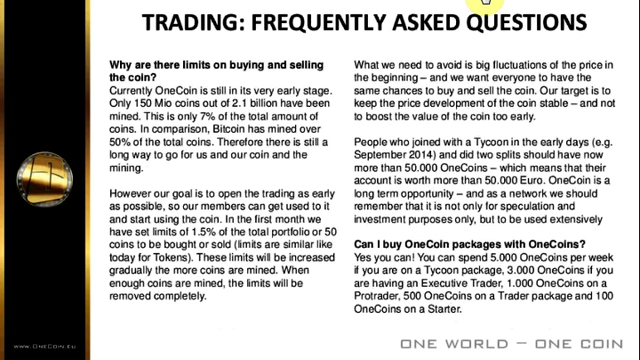 TRADING: FREQUENTLY ASKED QUESTIONS
Why are there limits on buying and selling
the coin?
Currently OneCoin is still in its very early stage.
Only 150 Mio coins out of 2.1 billion have been
mined. This is only 7% of the total amount of
coins. In comparison, Bitcoin has mined over
50% of the total coins. Therefore there is still a
long way to go for us and our coin and the
mining.
However our goal is to open the trading as early
as possible, so our members can get used to it
and start using the coin. In the first month we
have set limits of 1.5% of the total portfolio or 50
coins to be bought or sold (limits are similar like
today for Tokens). These limits will be increased
gradually the more coins are mined. When
enough coins are mined, the limits will be
removed completely.
What we need to avoid is big fluctuations of the price in
the beginning – and we want everyone to have the
same chances to buy and sell the coin. Our target is to
keep the price development of the coin stable – and not
to boost the value of the coin too early.
People who joined with a Tycoon in the early days (e.g.
September 2014) and did two splits should have now
more than 50.000 OneCoins – which means that their
account is worth more than 50.000 Euro. OneCoin is a
long term opportunity – and as a network we should
remember that it is not only for speculation and
investment purposes only, but to be used extensively
Can I buy OneCoin packages with OneCoins?
Yes you can! You can spend 5.000 OneCoins per week
if you are on a Tycoon package, 3.000 OneCoins if you
are having an Executive Trader, 1.000 OneCoins on a
Protrader, 500 OneCoins on a Trader package and 100
OneCoins on a Starter.
www.OneCoin.eu
ONE WORLD – ONE COIN